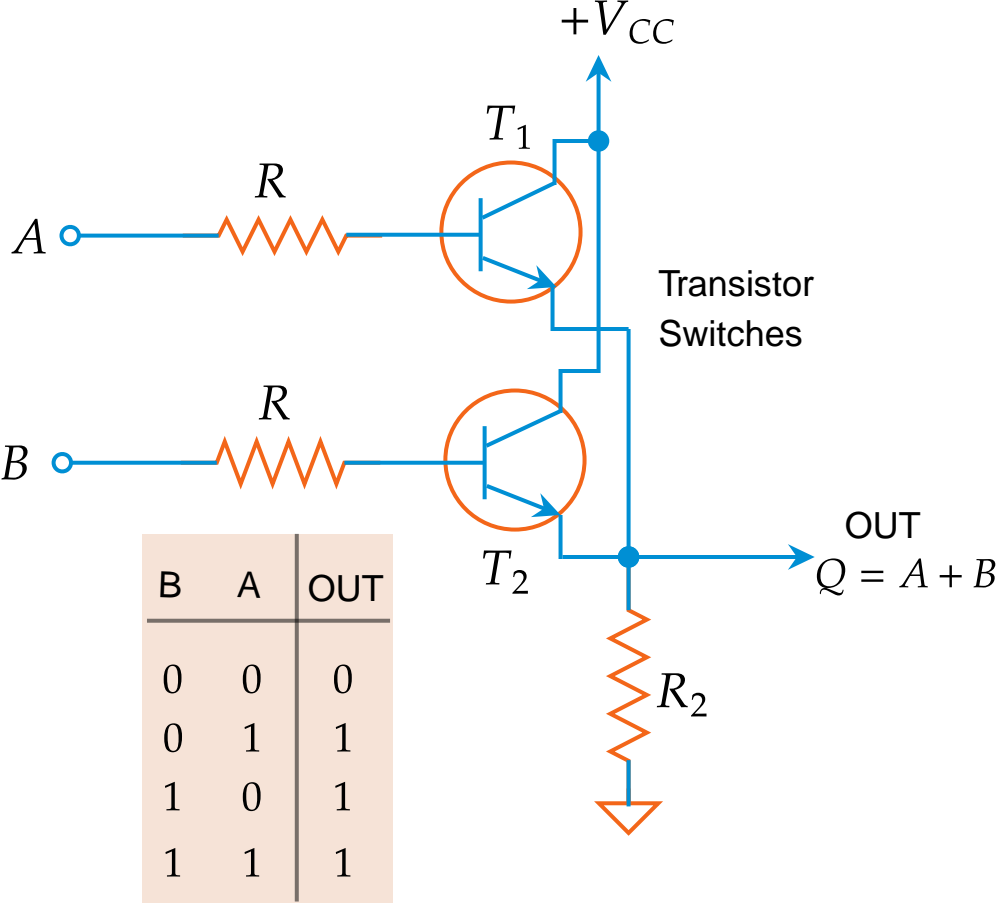 +V_CC
T_1
R
A
Transistor
Switches
R
B
OUT
Q = A + B
T_2
R_2
B A OUT
0 0 0
0 1 1
1 0 1
1 1 1